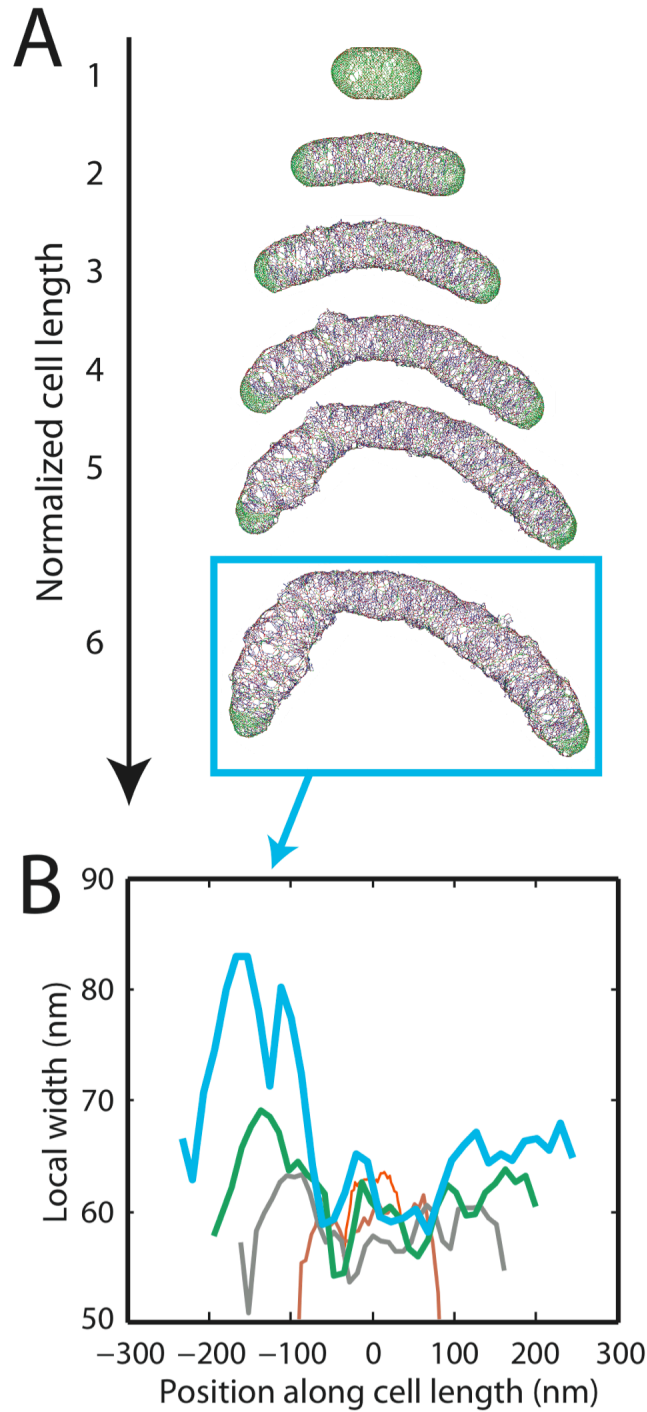 A
1
2
3
4
5
6
Normalized cell length
B
90
80
70
60
50
Local width (nm)
−300 −200 −100 0 100 200 300
Position along cell length (nm)